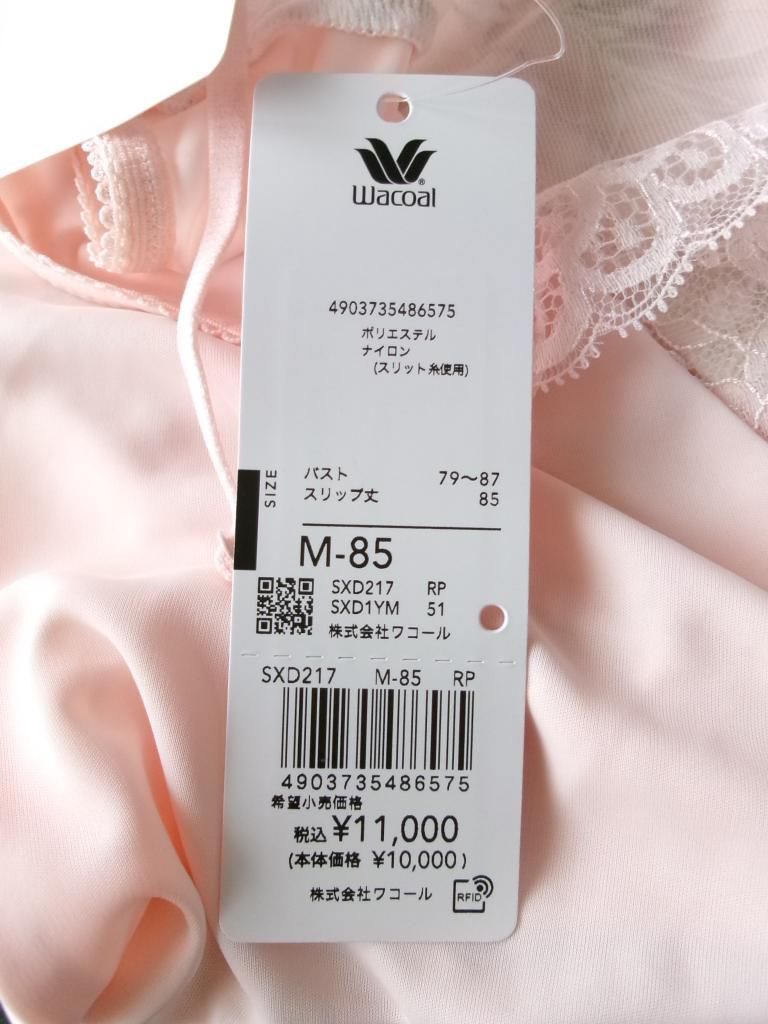 Wacoal®
4903735486575
ポリエステル
ナイロン
(スリット糸使用)
SIZE
バスト 79〜87
スリップ丈 85
M-85
SXD217 RP
SXD1YM 51
株式会社ワコール
SXD217 M-85 RP
4903735486575
希望小売価格
税込 ¥11,000
(本体価格 ¥10,000)
株式会社ワコール
RFID